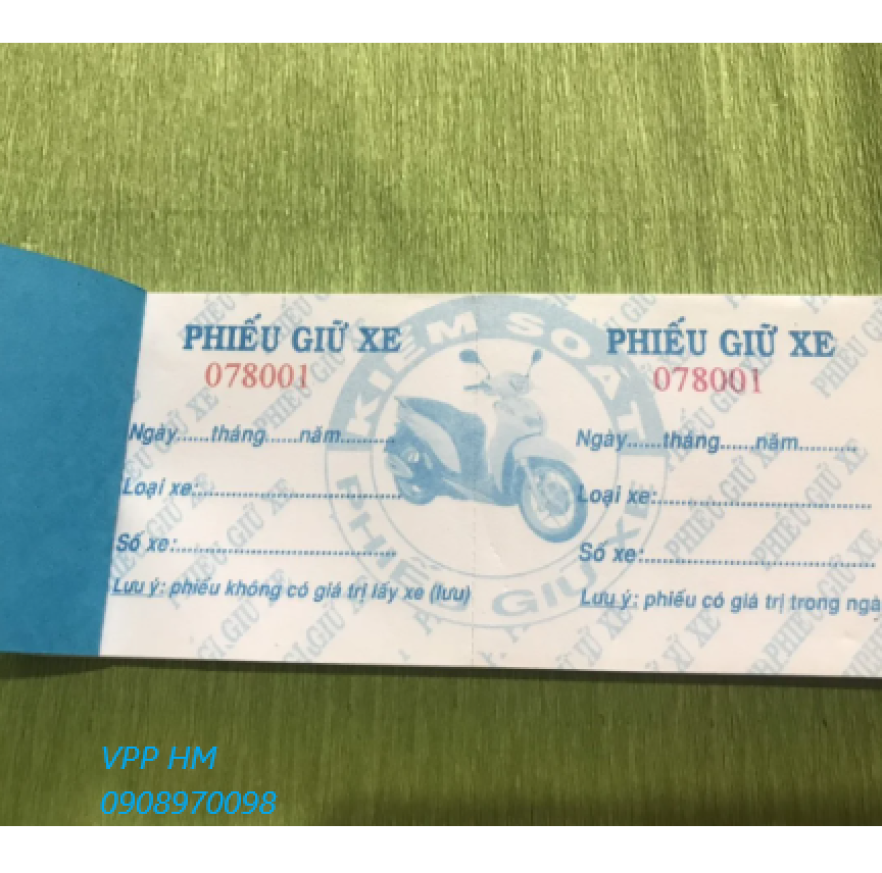 PHIẾU GIỮ XE
078001
Ngày......tháng......năm..........
Loại xe:......................................
Số xe:.........................................
Lưu ý: phiếu không có giá trị lấy xe (lưu)
KIỂM SOÁT
PHIẾU GIỮ XE
PHIẾU GIỮ XE
078001
Ngày......tháng......năm..........
Loại xe:......................................
Số xe:.........................................
Lưu ý: phiếu có giá trị trong ngà
VPP HM
0908970098